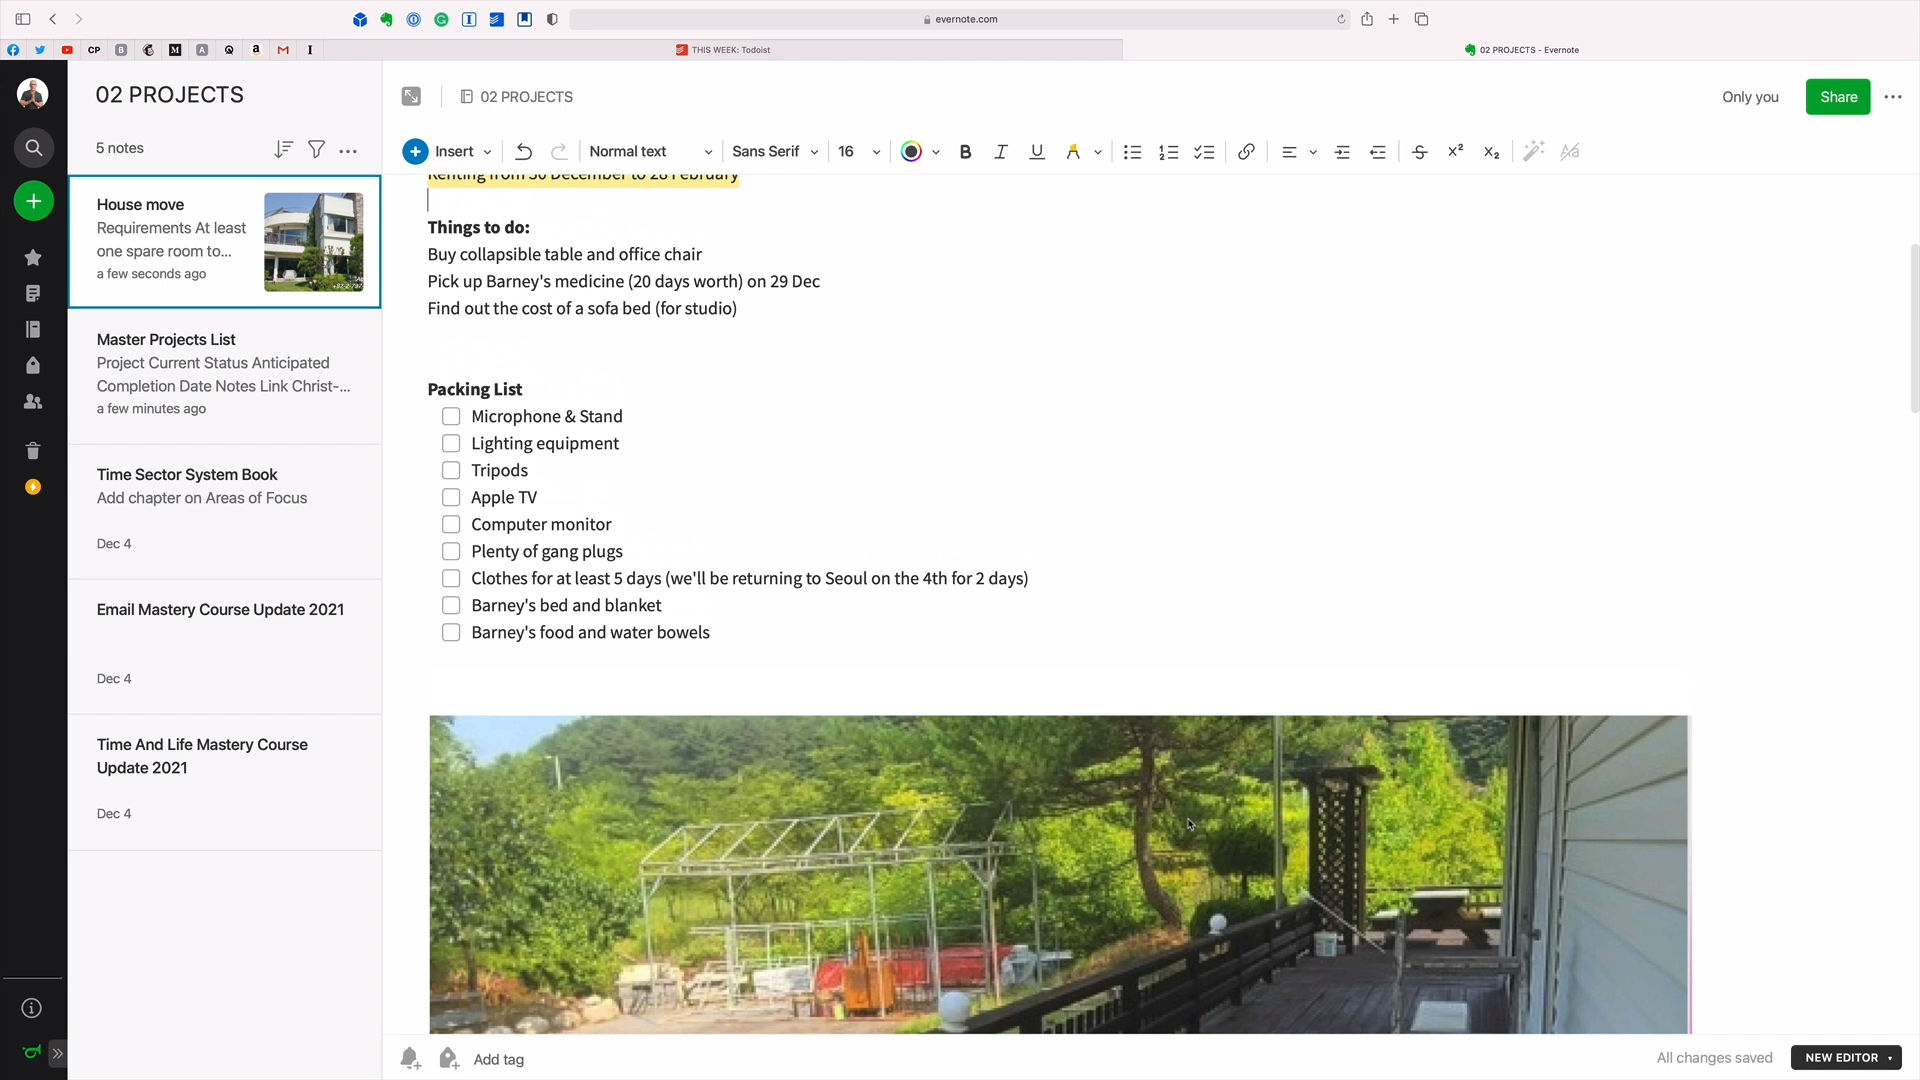 evernote.com
CP
B
M
A
a
I
THIS WEEK: Todoist
02 PROJECTS - Evernote
02 PROJECTS
5 notes
House move
Requirements At least
one spare room to...
a few seconds ago
Master Projects List
Project Current Status Anticipated
Completion Date Notes Link Christ-...
a few minutes ago
Time Sector System Book
Add chapter on Areas of Focus
Dec 4
Email Mastery Course Update 2021
Dec 4
Time And Life Mastery Course
Update 2021
Dec 4
02 PROJECTS
Only you
Share
Insert
Normal text
Sans Serif
16
Renting from 30 December to 28 February
Things to do:
Buy collapsible table and office chair
Pick up Barney's medicine (20 days worth) on 29 Dec
Find out the cost of a sofa bed (for studio)
Packing List
Microphone & Stand
Lighting equipment
Tripods
Apple TV
Computer monitor
Plenty of gang plugs
Clothes for at least 5 days (we'll be returning to Seoul on the 4th for 2 days)
Barney's bed and blanket
Barney's food and water bowels
Add tag
All changes saved
NEW EDITOR